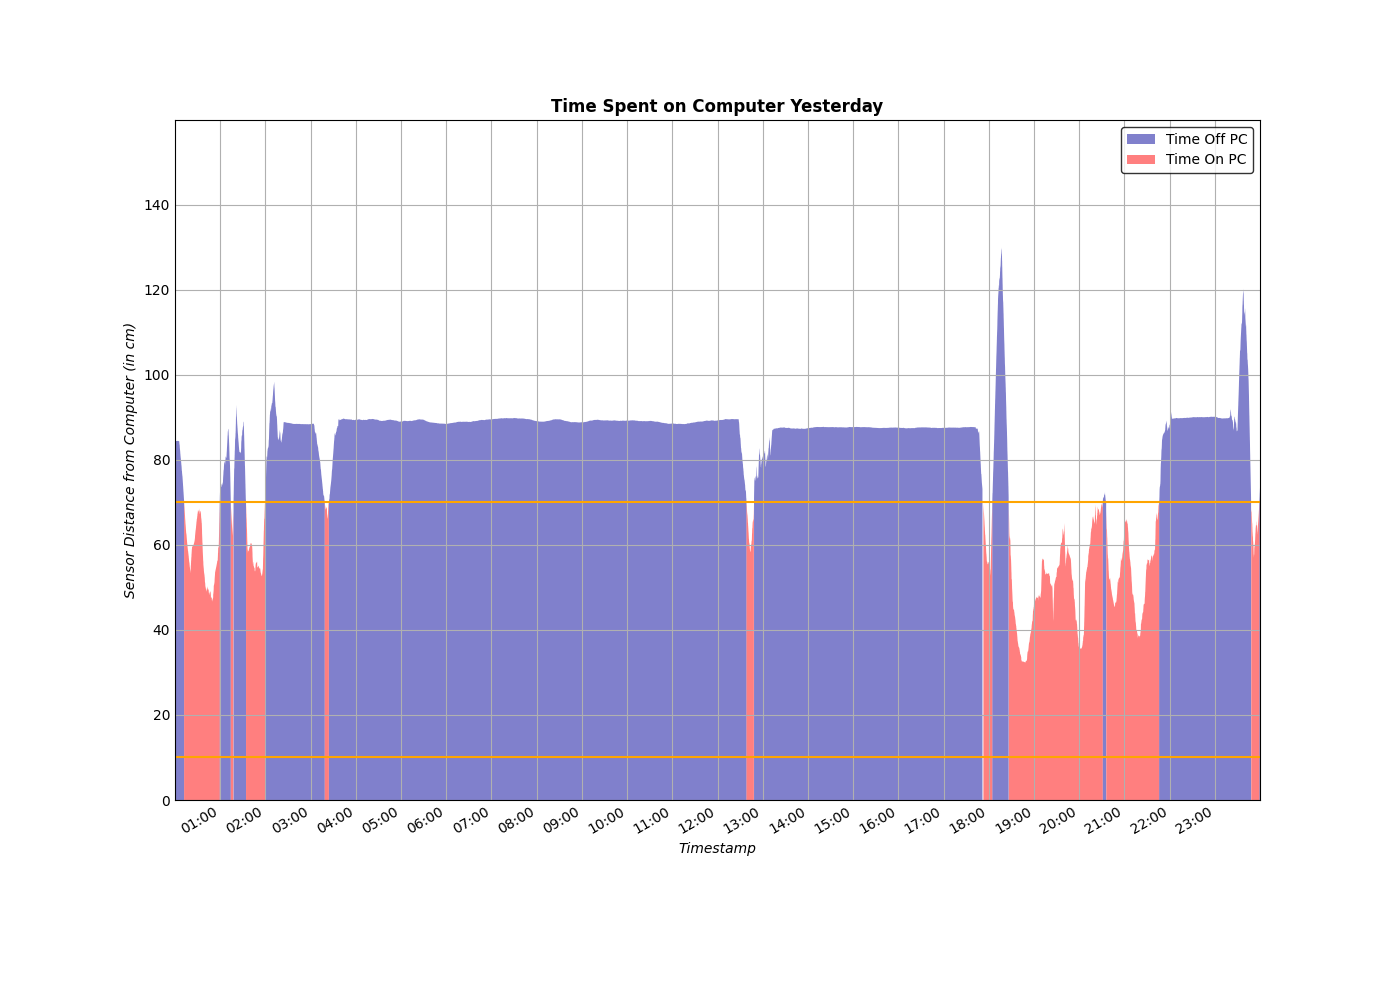 Time Spent on Computer Yesterday
Time Off PC
Time On PC
140
120
100
80
60
40
20
0
Sensor Distance from Computer (in cm)
01:00 02:00 03:00 04:00 05:00 06:00 07:00 08:00 09:00 10:00 11:00 12:00 13:00 14:00 15:00 16:00 17:00 18:00 19:00 20:00 21:00 22:00 23:00
Timestamp